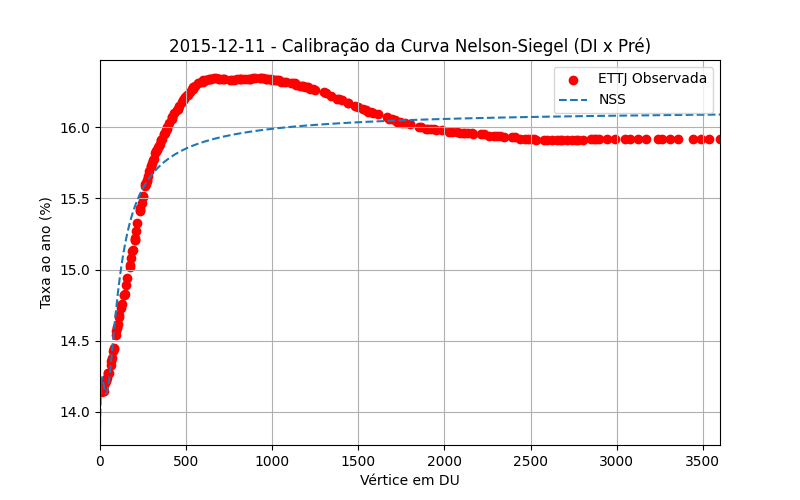 2015-12-11 - Calibração da Curva Nelson-Siegel (DI x Pré)
ETTJ Observada
NSS
Taxa ao ano (%)
16.0
15.5
15.0
14.5
14.0
0 500 1000 1500 2000 2500 3000 3500
Vértice em DU